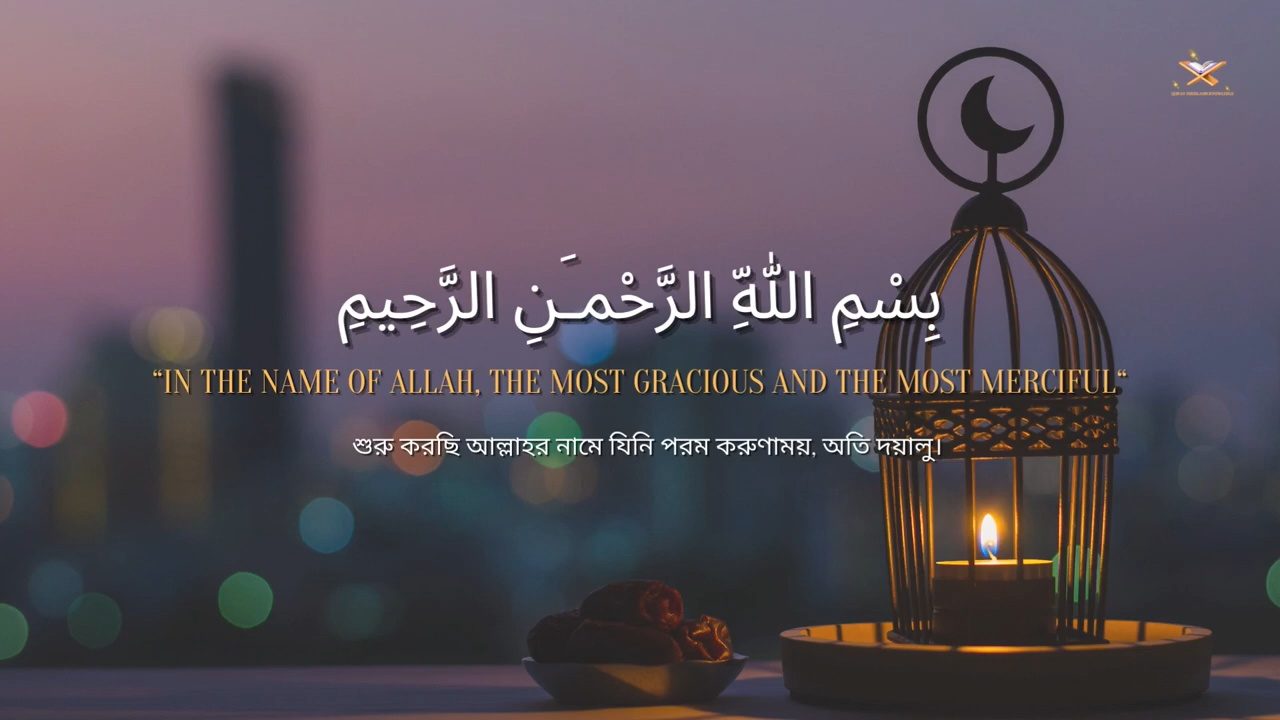 بِسْمِ اللَّهِ الرَّحْمـَنِ الرَّحِيمِ
“IN THE NAME OF ALLAH, THE MOST GRACIOUS AND THE MOST MERCIFUL“
শুরু করছি আল্লাহর নামে যিনি পরম করুণাময়, অতি দয়ালু।